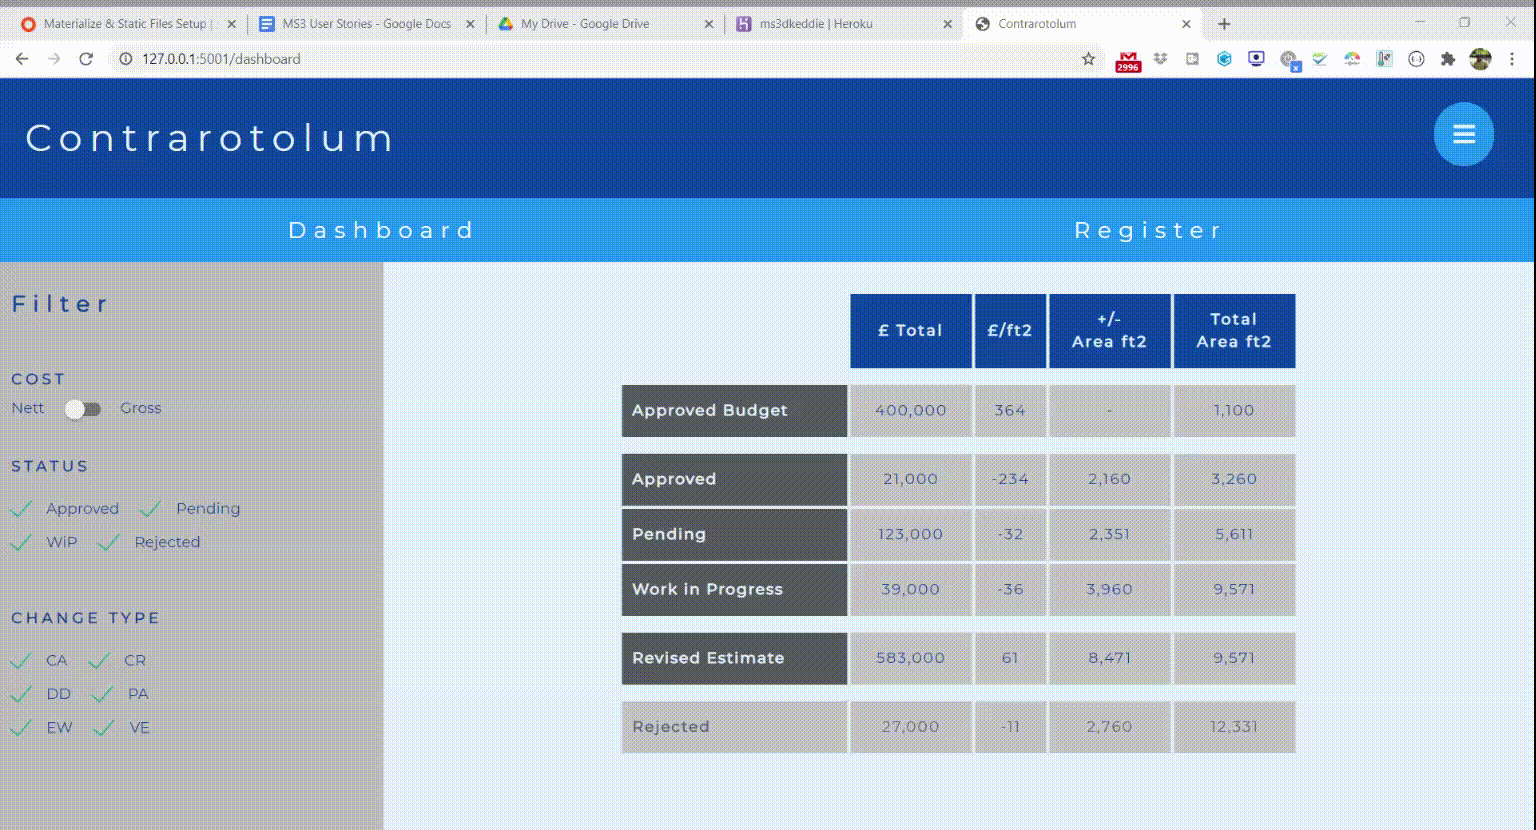 Materialize & Static Files Setup |
MS3 User Stories - Google Docs
My Drive - Google Drive
ms3dkeddie | Heroku
Contrarotolum
127.0.0.1:5001/dashboard
2996
Contrarotolum
Dashboard Register
Filter
COST
Nett Gross
STATUS
Approved Pending
WiP Rejected
CHANGE TYPE
CA CR
DD PA
EW VE
£ Total £/ft2 +/- Area ft2 Total Area ft2
Approved Budget 400,000 364 - 1,100
Approved 21,000 -234 2,160 3,260
Pending 123,000 -32 2,351 5,611
Work in Progress 39,000 -36 3,960 9,571
Revised Estimate 583,000 61 8,471 9,571
Rejected 27,000 -11 2,760 12,331